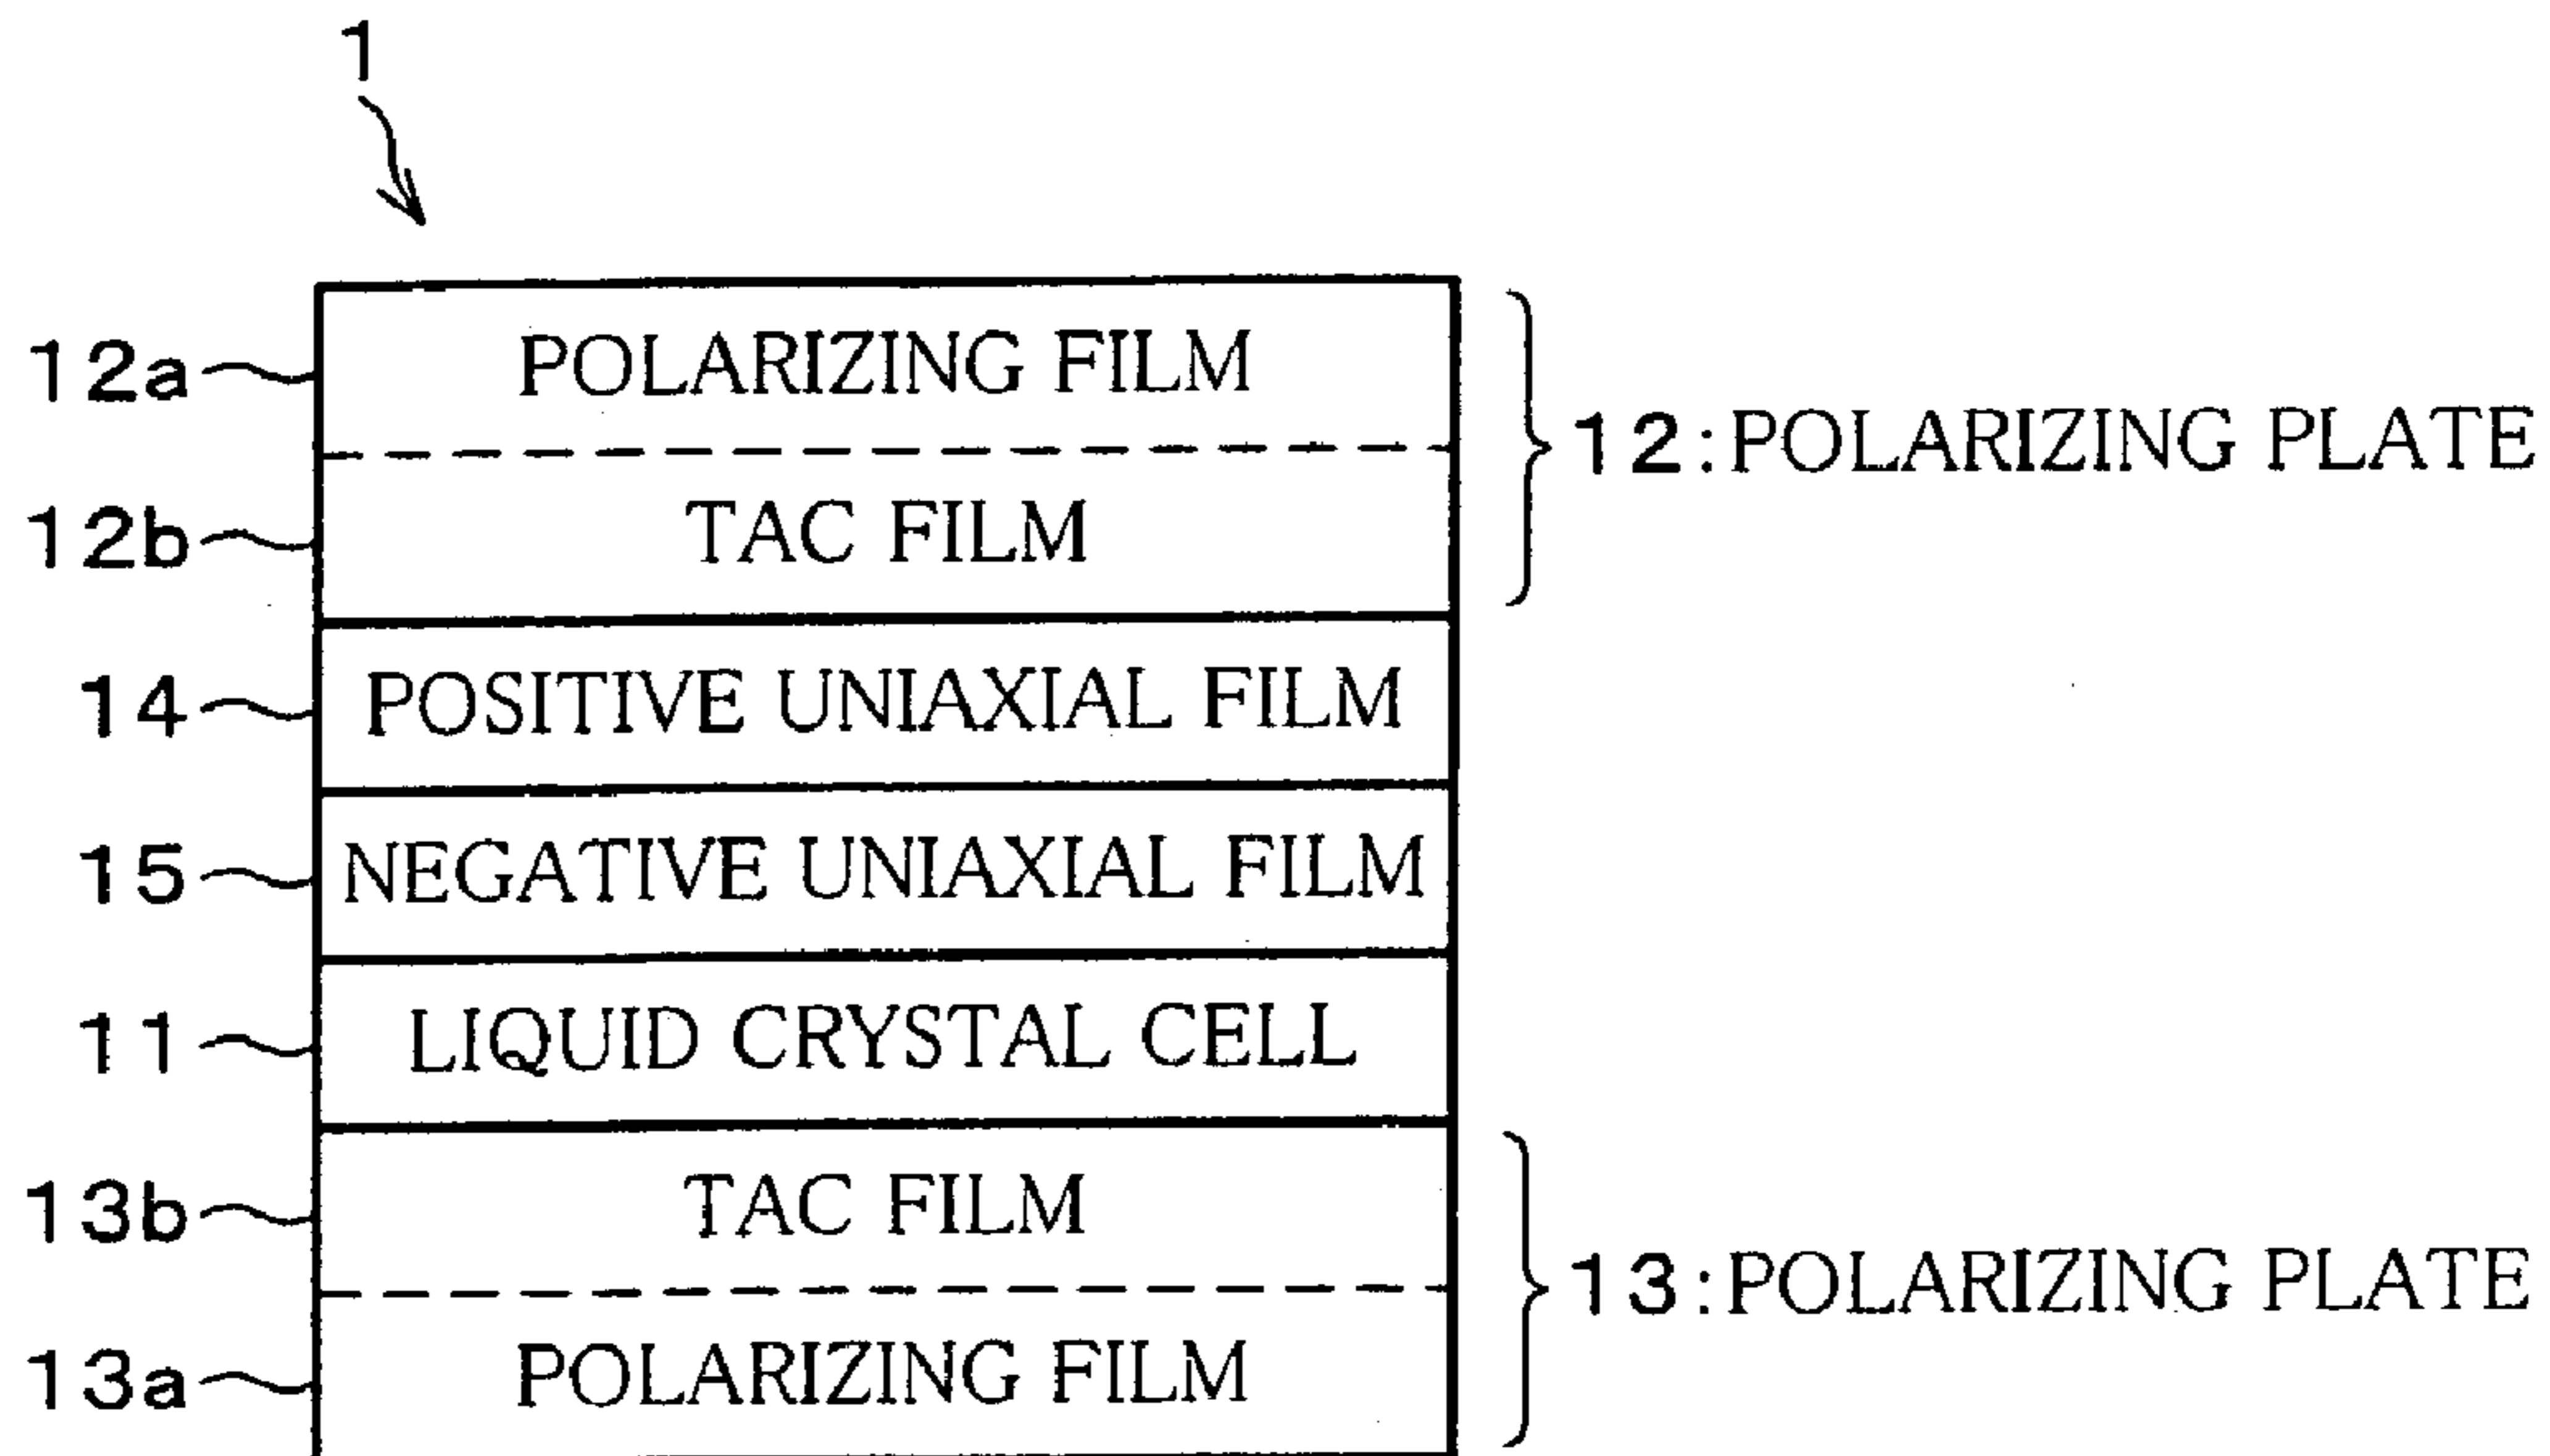 1
12a POLARIZING FILM
12:POLARIZING PLATE
12b TAC FILM
14 POSITIVE UNIAXIAL FILM
15 NEGATIVE UNIAXIAL FILM
11 LIQUID CRYSTAL CELL
13b TAC FILM
13:POLARIZING PLATE
13a POLARIZING FILM